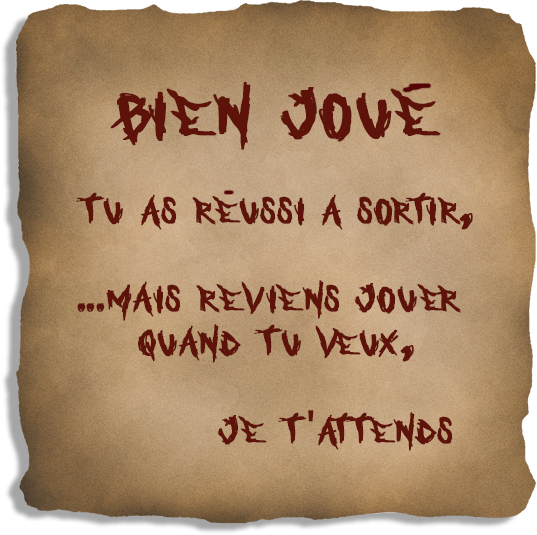 BIEN JOUÉ
TU AS RÉUSSI A SORTIR,
...MAIS REVIENS JOUER
QUAND TU VEUX,
JE T'ATTENDS